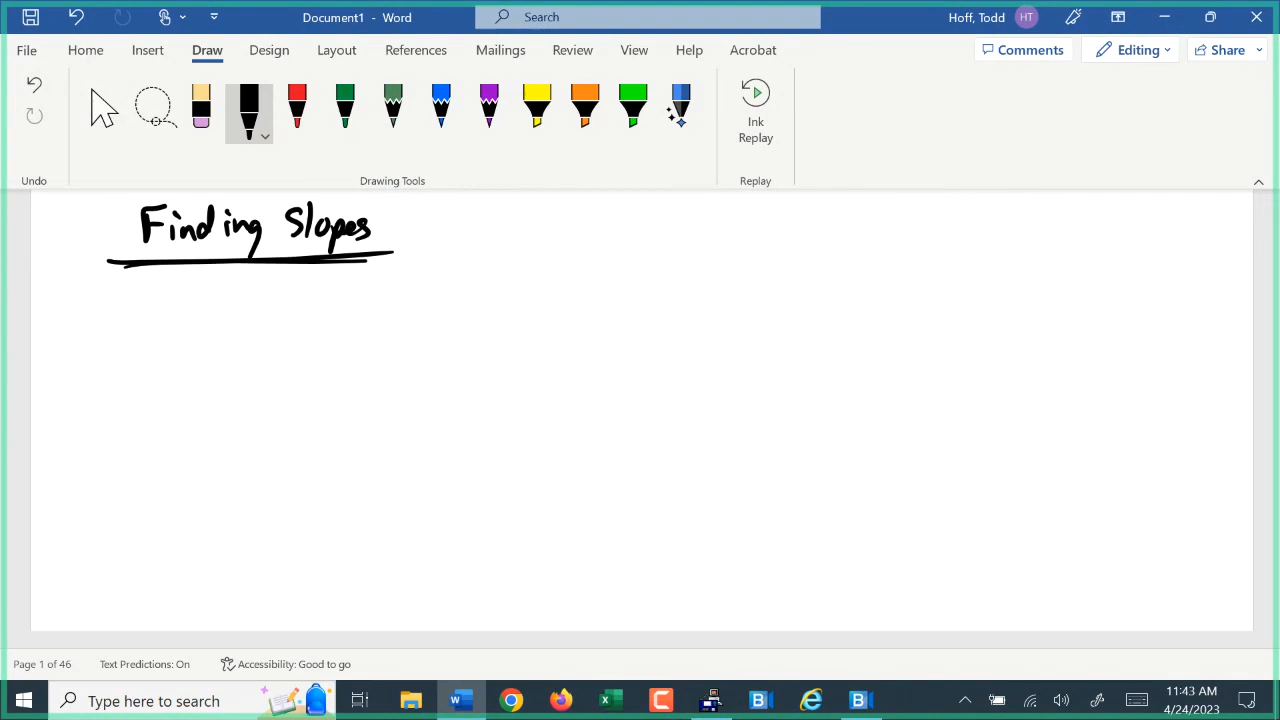 Document1 - Word
Search
Hoff, Todd HT
File Home Insert Draw Design Layout References Mailings Review View Help Acrobat Comments Editing Share
Ink
Replay
Undo Drawing Tools Replay
Finding Slopes
Page 1 of 46 Text Predictions: On Accessibility: Good to go
Type here to search
11:43 AM
4/24/2023